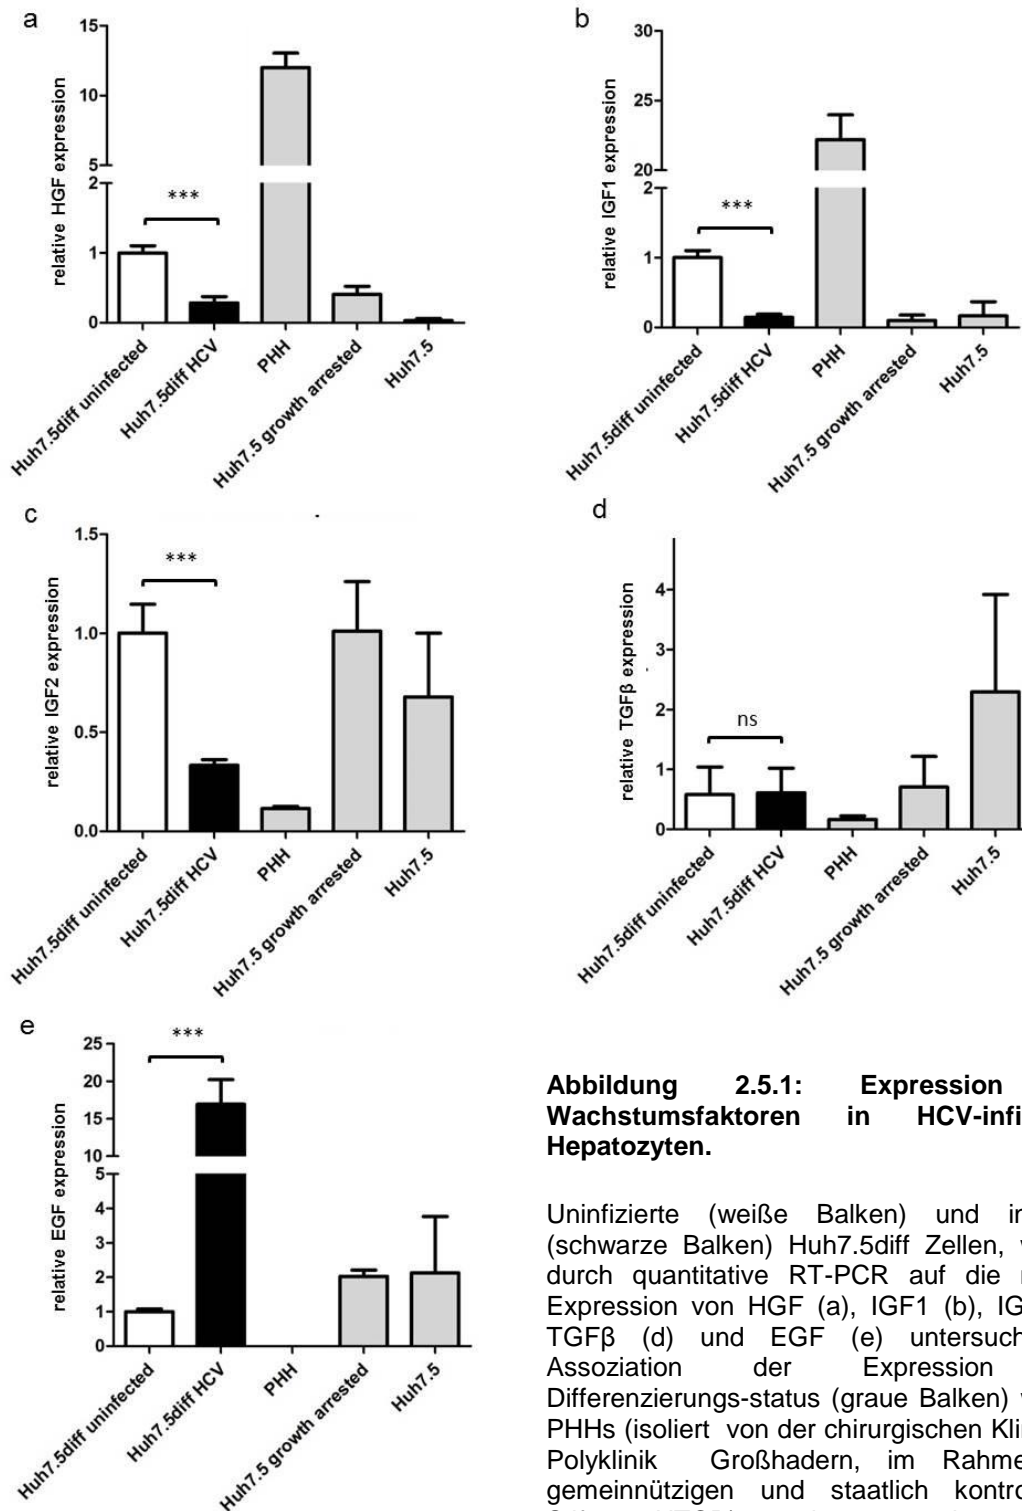 a
relative HGF expression
15
10
5
2
1
0
***
Huh7.5diff uninfected
Huh7.5diff HCV
PHH
Huh7.5 growth arrested
Huh7.5
b
relative IGF1 expression
30
25
20
2
1
0
***
Huh7.5diff uninfected
Huh7.5diff HCV
PHH
Huh7.5 growth arrested
Huh7.5
c
relative IGF2 expression
1.5
1.0
0.5
0.0
***
Huh7.5diff uninfected
Huh7.5diff HCV
PHH
Huh7.5 growth arrested
Huh7.5
d
relative TGFβ expression
4
3
2
1
0
ns
Huh7.5diff uninfected
Huh7.5diff HCV
PHH
Huh7.5 growth arrested
Huh7.5
e
relative EGF expression
25
20
15
10
5
4
3
2
1
0
***
Huh7.5diff uninfected
Huh7.5diff HCV
PHH
Huh7.5 growth arrested
Huh7.5
Abbildung 2.5.1: Expression
Wachstumsfaktoren in HCV-infi
Hepatozyten.
Uninfizierte (weiße Balken) und in
(schwarze Balken) Huh7.5diff Zellen,
durch quantitative RT-PCR auf die
Expression von HGF (a), IGF1 (b), IG
TGFβ (d) und EGF (e) untersuch
Assoziation der Expression
Differenzierungs-status (graue Balken)
PHHs (isoliert von der chirurgischen Kli
Polyklinik Großhadern, im Rahme
gemeinnützigen und staatlich kontro